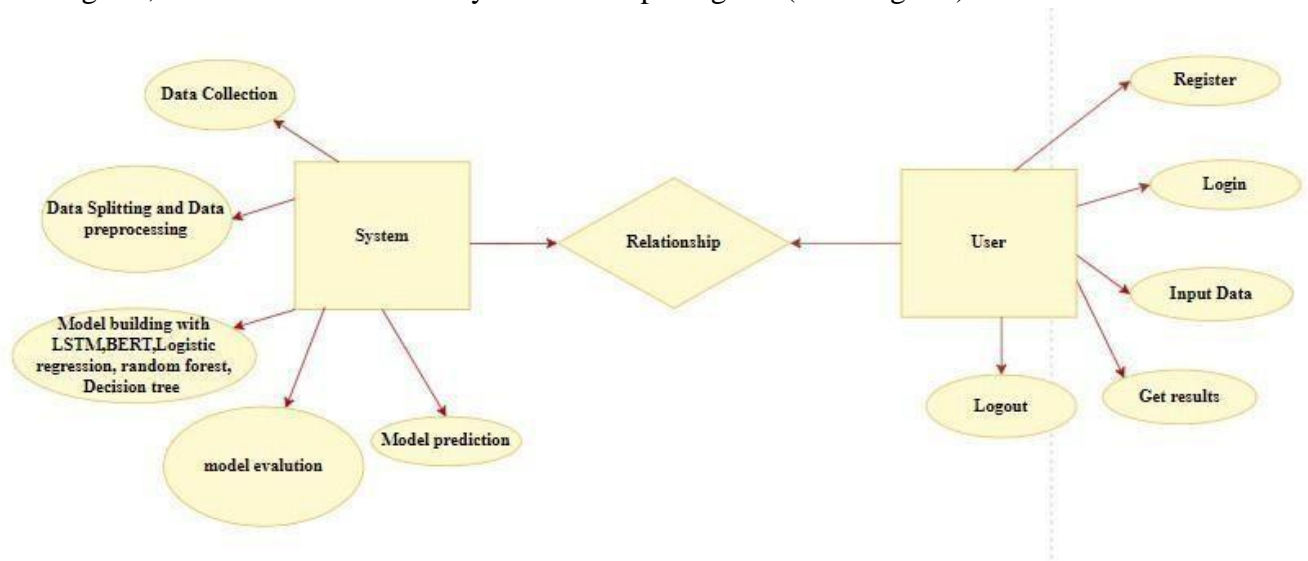 Data Collection
Data Splitting and Data
preprocessing
System
Model building with
LSTM,BERT,Logistic
regression, random forest,
Decision tree
model evalution
Model prediction
Relationship
User
Register
Login
Input Data
Get results
Logout